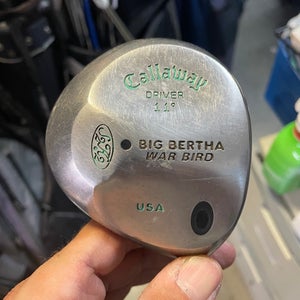 Callaway
DRIVER
11°
BIG BERTHA
WAR BIRD
USA